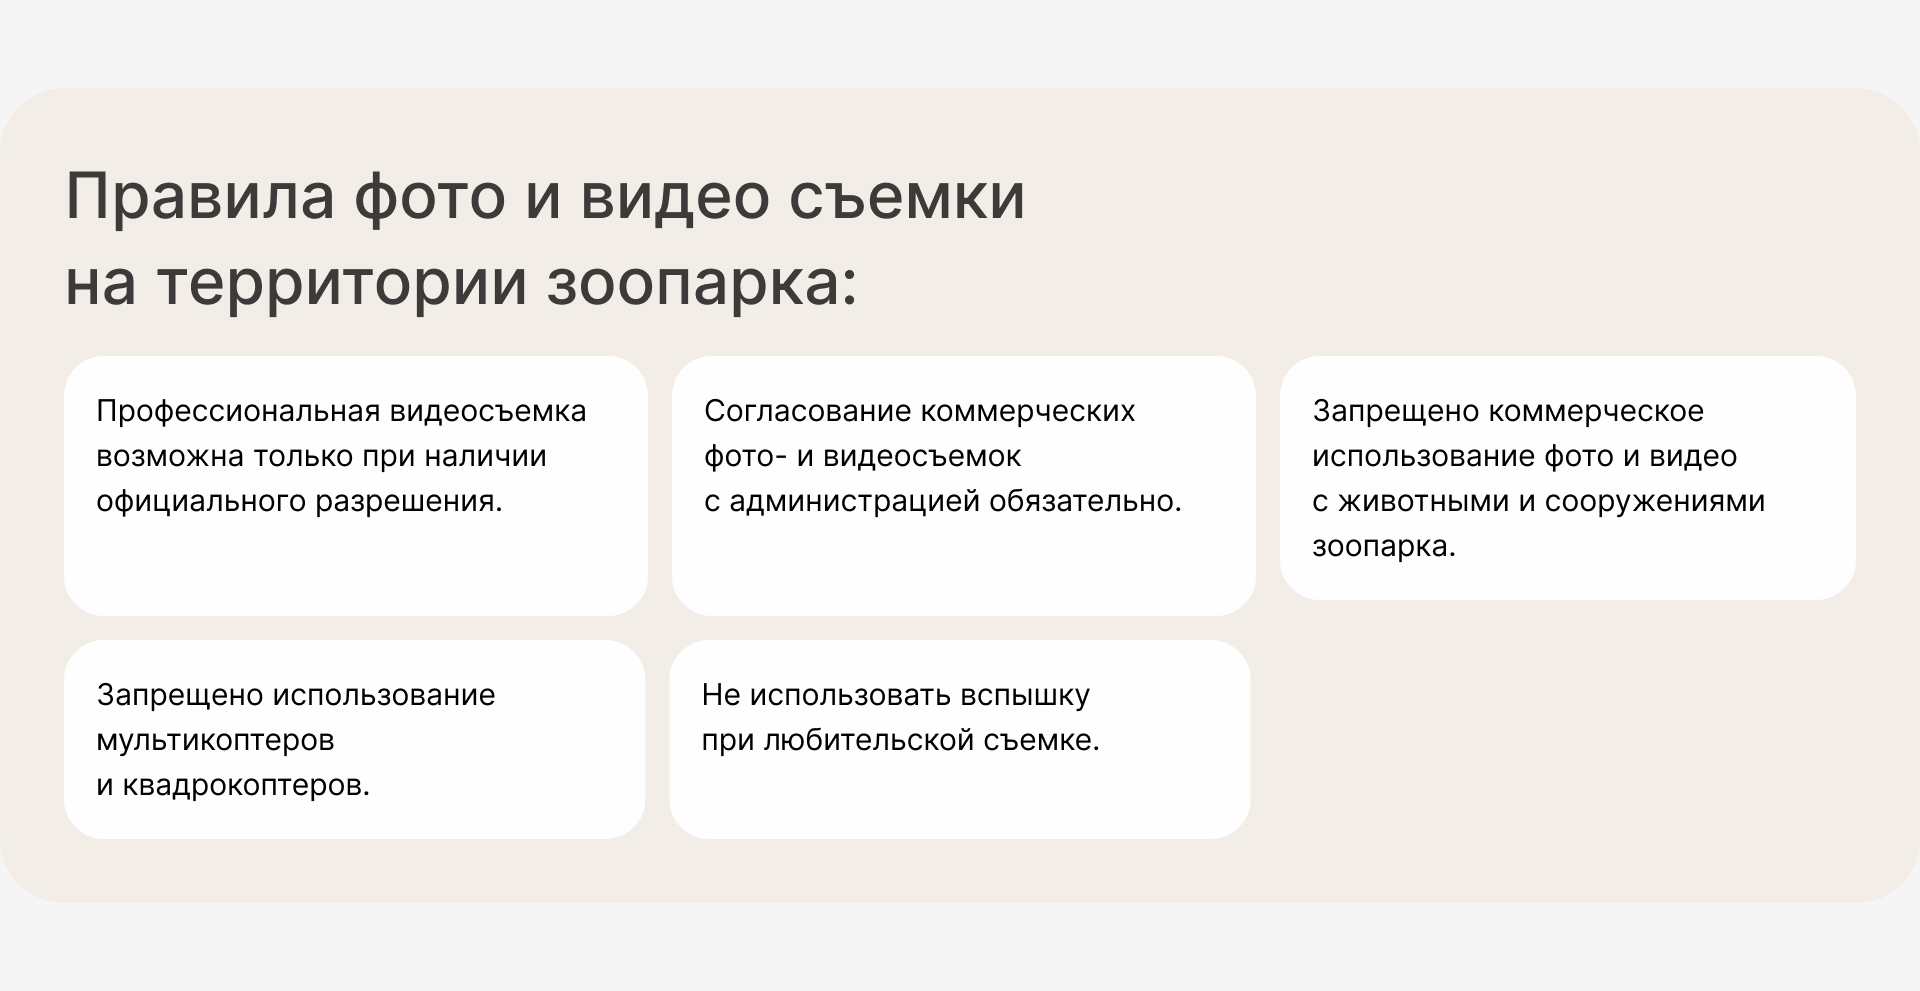 Правила фото и видео съемки
на территории зоопарка:
Профессиональная видеосъемка
возможна только при наличии
официального разрешения.
Согласование коммерческих
фото- и видеосъемок
с администрацией обязательно.
Запрещено коммерческое
использование фото и видео
с животными и сооружениями
зоопарка.
Запрещено использование
мультикоптеров
и квадрокоптеров.
Не использовать вспышку
при любительской съемке.